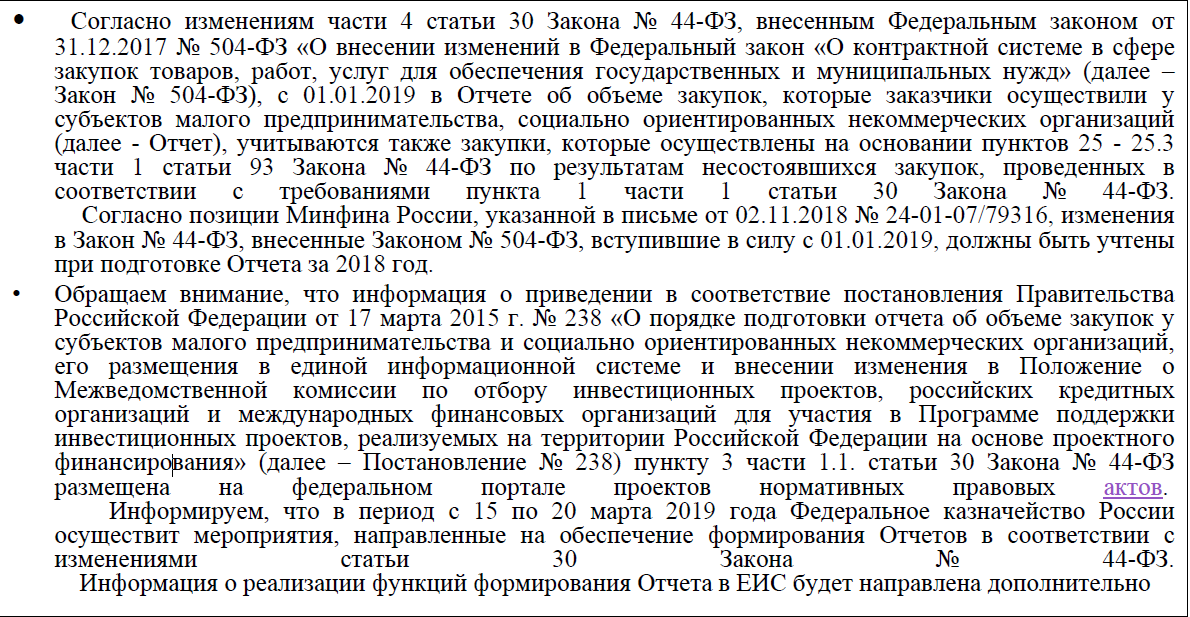 • Согласно изменениям части 4 статьи 30 Закона № 44-ФЗ, внесенным Федеральным законом от
31.12.2017 № 504-ФЗ «О внесении изменений в Федеральный закон «О контрактной системе в сфере
закупок товаров, работ, услуг для обеспечения государственных и муниципальных нужд» (далее –
Закон № 504-ФЗ), с 01.01.2019 в Отчете об объеме закупок, которые заказчики осуществили у
субъектов малого предпринимательства, социально ориентированных некоммерческих организаций
(далее - Отчет), учитываются также закупки, которые осуществлены на основании пунктов 25 - 25.3
части 1 статьи 93 Закона № 44-ФЗ по результатам несостоявшихся закупок, проведенных в
соответствии с требованиями пункта 1 части 1 статьи 30 Закона № 44-ФЗ.
Согласно позиции Минфина России, указанной в письме от 02.11.2018 № 24-01-07/79316, изменения
в Закон № 44-ФЗ, внесенные Законом № 504-ФЗ, вступившие в силу с 01.01.2019, должны быть учтены
при подготовке Отчета за 2018 год.
• Обращаем внимание, что информация о приведении в соответствие постановления Правительства
Российской Федерации от 17 марта 2015 г. № 238 «О порядке подготовки отчета об объеме закупок у
субъектов малого предпринимательства и социально ориентированных некоммерческих организаций,
его размещения в единой информационной системе и внесении изменения в Положение о
Межведомственной комиссии по отбору инвестиционных проектов, российских кредитных
организаций и международных финансовых организаций для участия в Программе поддержки
инвестиционных проектов, реализуемых на территории Российской Федерации на основе проектного
финансирования» (далее – Постановление № 238) пункту 3 части 1.1. статьи 30 Закона № 44-ФЗ
размещена на федеральном портале проектов нормативных правовых актов.
Информируем, что в период с 15 по 20 марта 2019 года Федеральное казначейство России
осуществит мероприятия, направленные на обеспечение формирования Отчетов в соответствии с
изменениями статьи 30 Закона № 44-ФЗ.
Информация о реализации функций формирования Отчета в ЕИС будет направлена дополнительно